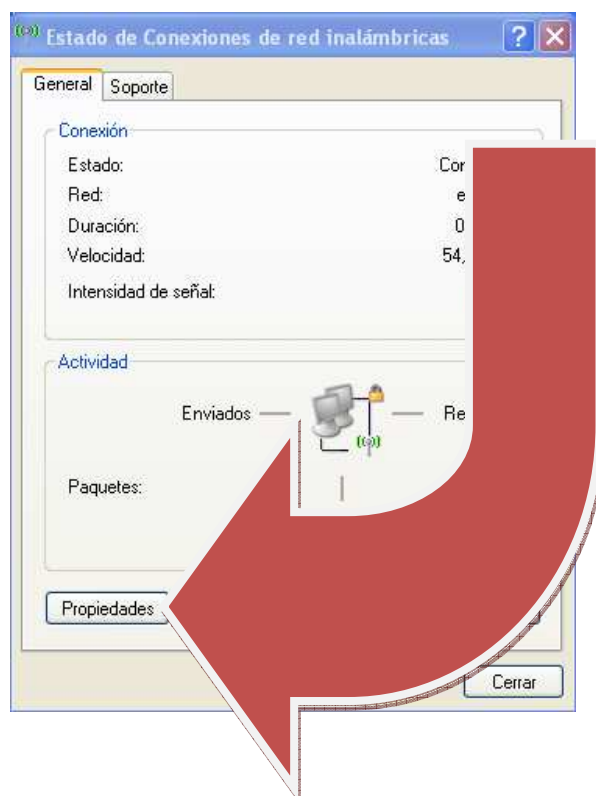 Estado de Conexiones de red inalámbricas
General Soporte
Conexión
Estado:
Red:
Duración:
Velocidad: 54,
Intensidad de señal:
Actividad
Enviados
Paquetes:
Propiedades
Cerrar